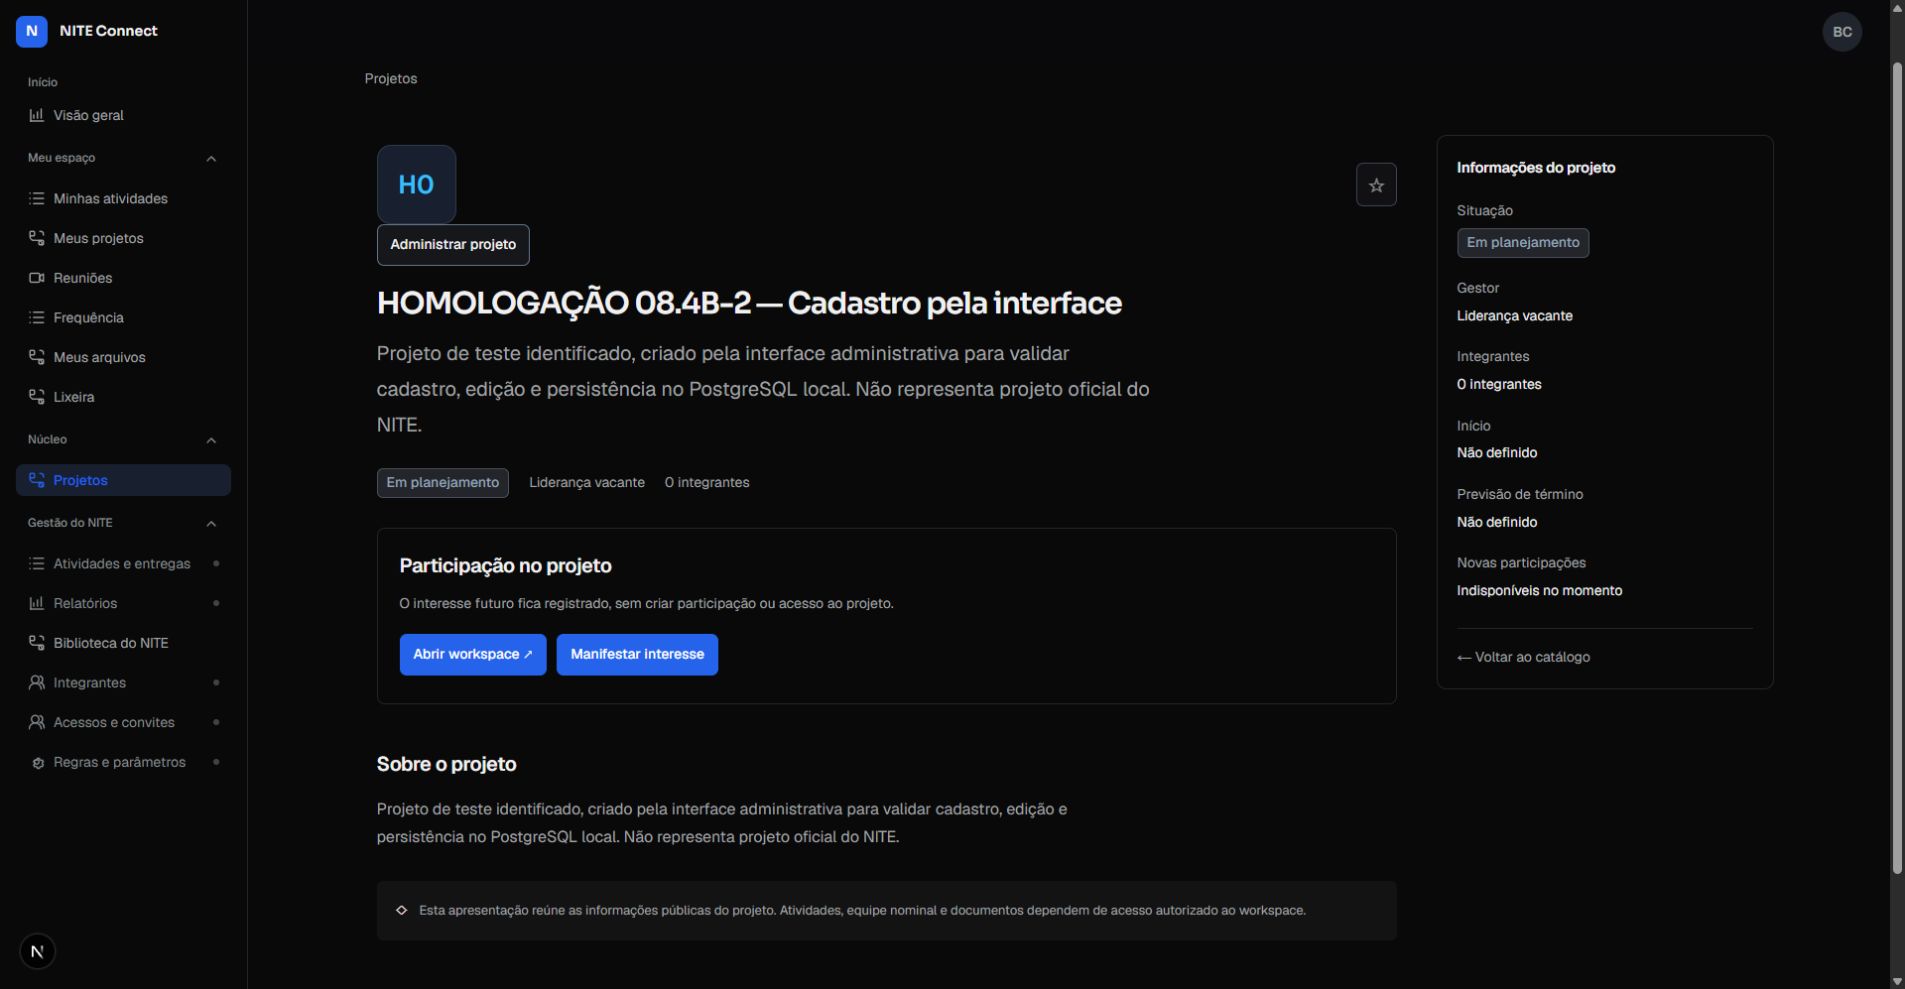 N
NITE Connect
BC
Início
Visão geral
Meu espaço
Minhas atividades
Meus projetos
Reuniões
Frequência
Meus arquivos
Lixeira
Núcleo
Projetos
Gestão do NITE
Atividades e entregas
Relatórios
Biblioteca do NITE
Integrantes
Acessos e convites
Regras e parâmetros
N
Projetos
HO
Administrar projeto
HOMOLOGAÇÃO 08.4B-2 — Cadastro pela interface
Projeto de teste identificado, criado pela interface administrativa para validar
cadastro, edição e persistência no PostgreSQL local. Não representa projeto oficial do
NITE.
Em planejamento
Liderança vacante
0 integrantes
Participação no projeto
O interesse futuro fica registrado, sem criar participação ou acesso ao projeto.
Abrir workspace ↗
Manifestar interesse
Sobre o projeto
Projeto de teste identificado, criado pela interface administrativa para validar cadastro, edição e
persistência no PostgreSQL local. Não representa projeto oficial do NITE.
Esta apresentação reúne as informações públicas do projeto. Atividades, equipe nominal e documentos dependem de acesso autorizado ao workspace.
Informações do projeto
Situação
Em planejamento
Gestor
Liderança vacante
Integrantes
0 integrantes
Início
Não definido
Previsão de término
Não definido
Novas participações
Indisponíveis no momento
← Voltar ao catálogo